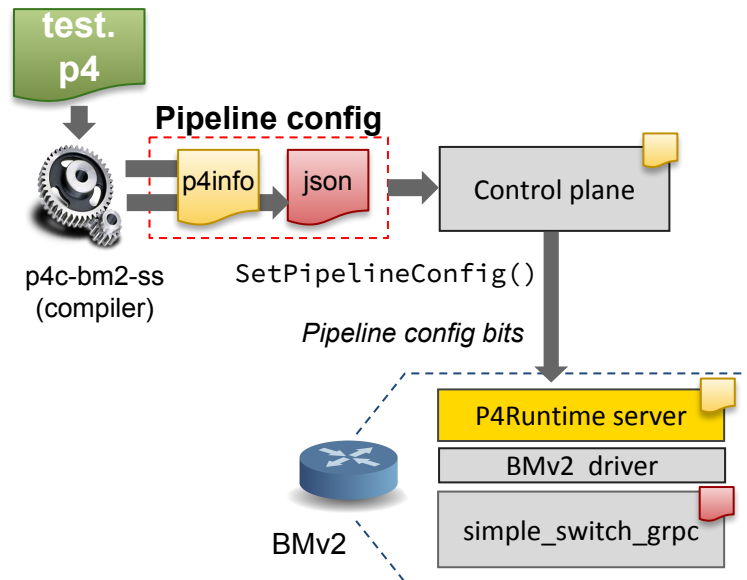 test.
p4
Pipeline config
p4info
json
Control plane
p4c-bm2-ss
(compiler)
SetPipelineConfig()
Pipeline config bits
P4Runtime server
BMv2 driver
simple_switch_grpc
BMv2